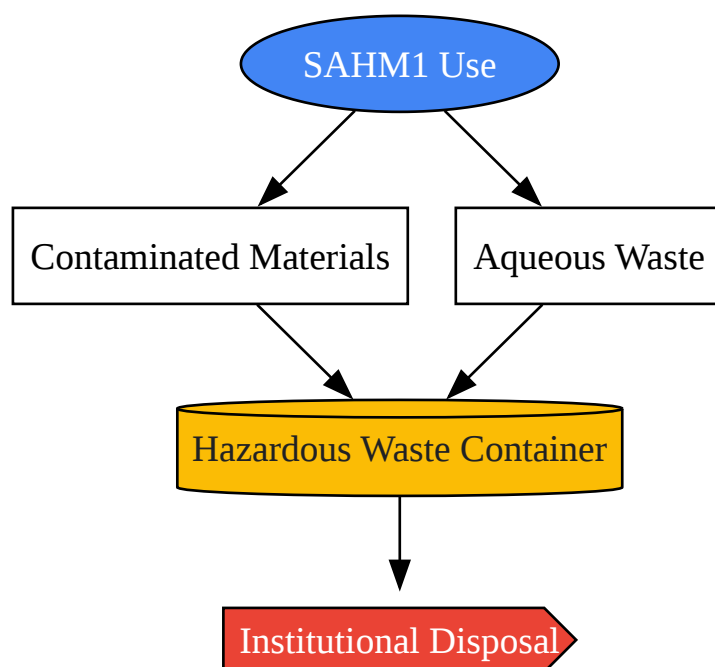 SAHM1 Use
Contaminated Materials
Aqueous Waste
Hazardous Waste Container
Institutional Disposal